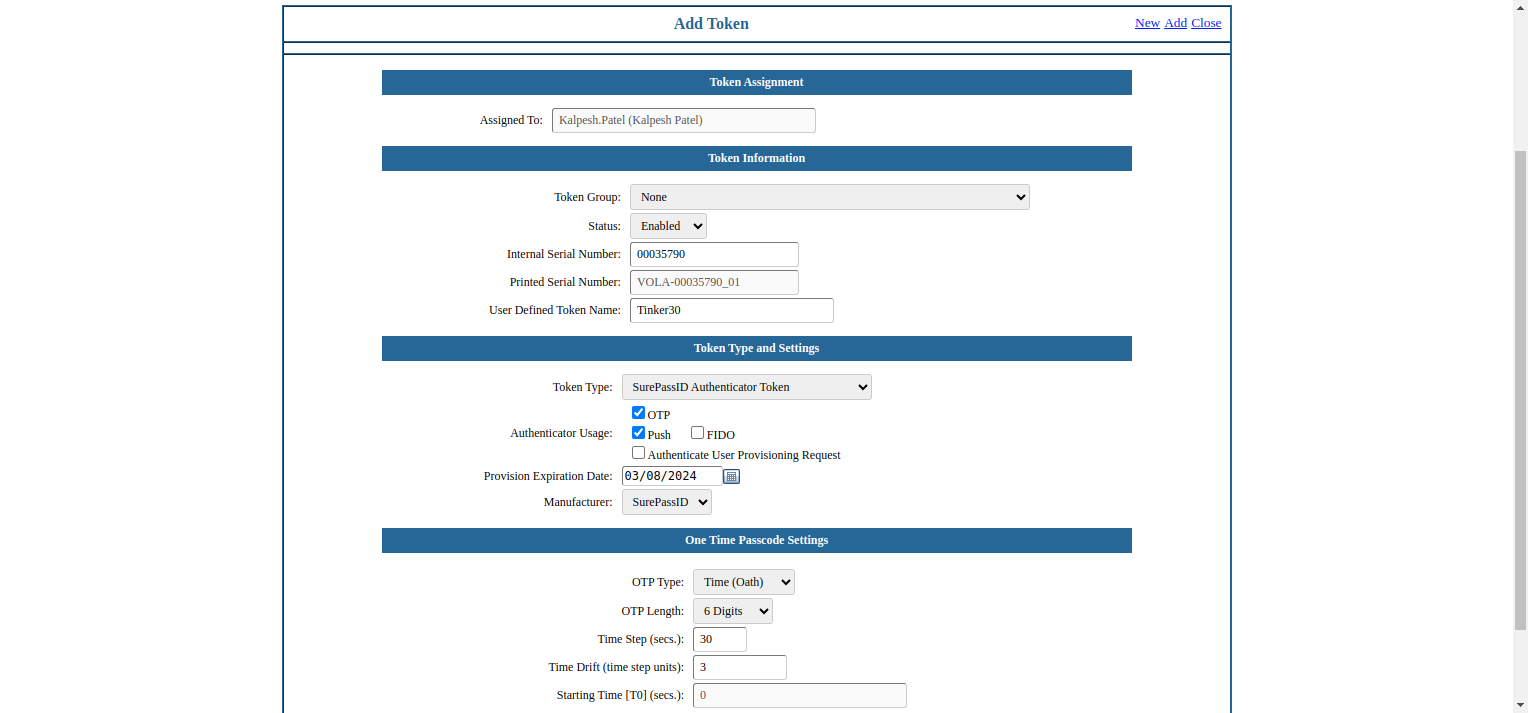 Add Token
New Add Close
Token Assignment
Assigned To: Kalpesh.Patel (Kalpesh Patel)
Token Information
Token Group: None
Status: Enabled
Internal Serial Number: 00035790
Printed Serial Number: VOLA-00035790_01
User Defined Token Name: Tinker30
Token Type and Settings
Token Type: SurePassID Authenticator Token
OTP
Authenticator Usage: Push FIDO
Authenticate User Provisioning Request
Provision Expiration Date: 03/08/2024
Manufacturer: SurePassID
One Time Passcode Settings
OTP Type: Time (Oath)
OTP Length: 6 Digits
Time Step (secs.): 30
Time Drift (time step units): 3
Starting Time [T0] (secs.): 0